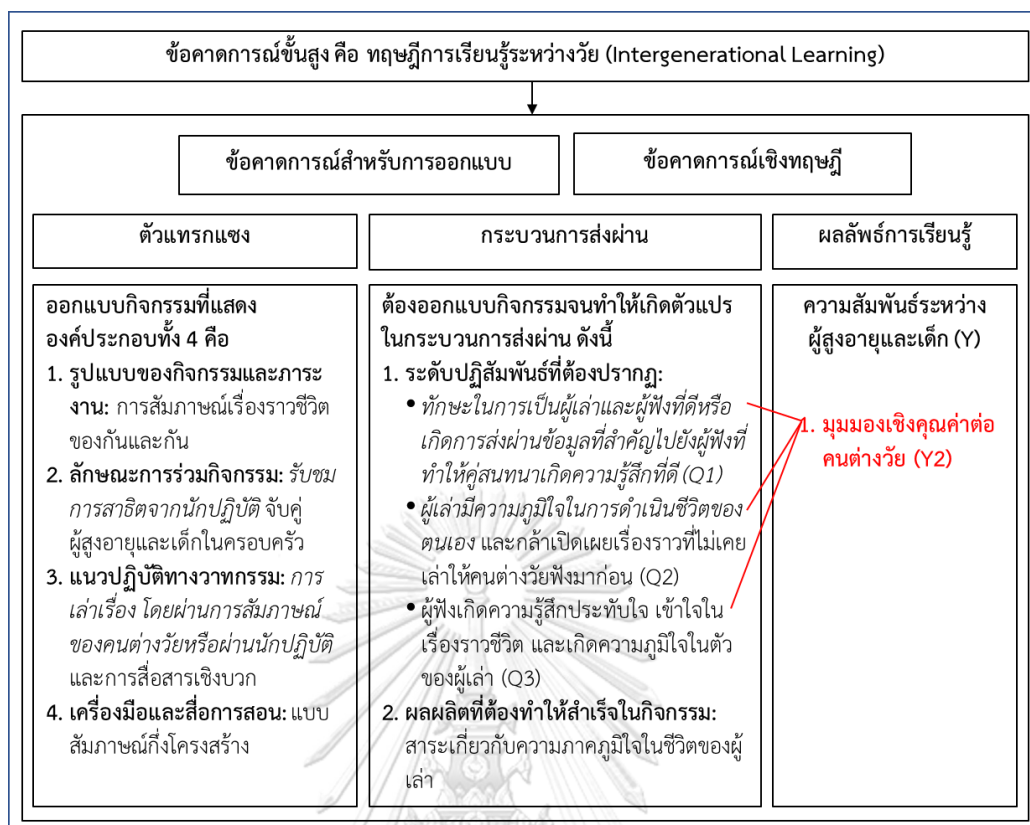 ข้อคาดการณ์ขั้นสูง คือ ทฤษฎีการเรียนรู้ระหว่างวัย (Intergenerational Learning)
ข้อคาดการณ์สำหรับการออกแบบ
ข้อคาดการณ์เชิงทฤษฎี
ตัวแทรกแซง
กระบวนการส่งผ่าน
ผลลัพธ์การเรียนรู้
ออกแบบกิจกรรมที่แสดง
องค์ประกอบทั้ง 4 คือ
1. รูปแบบของกิจกรรมและภาระ
งาน: การสัมภาษณ์เรื่องราวชีวิต
ของกันและกัน
2. ลักษณะการร่วมกิจกรรม: รับชม
การสาธิตจากนักปฏิบัติ จับคู่
ผู้สูงอายุและเด็กในครอบครัว
3. แนวปฏิบัติทางวาทกรรม: การ
เล่าเรื่อง โดยผ่านการสัมภาษณ์
ของคนต่างวัยหรือผ่านนักปฏิบัติ
และการสื่อสารเชิงบวก
4. เครื่องมือและสื่อการสอน: แบบ
สัมภาษณ์กึ่งโครงสร้าง
ต้องออกแบบกิจกรรมจนทำให้เกิดตัวแปร
ในกระบวนการส่งผ่าน ดังนี้
1. ระดับปฏิสัมพันธ์ที่ต้องปรากฏ:
• ทักษะในการเป็นผู้เล่าและผู้ฟังที่ดีหรือ
เกิดการส่งผ่านข้อมูลที่สำคัญไปยังผู้ฟังที่
ทำให้คู่สนทนาเกิดความรู้สึกที่ดี (Q1)
• ผู้เล่ามีความภูมิใจในการดำเนินชีวิตของ
ตนเอง และกล้าเปิดเผยเรื่องราวที่ไม่เคย
เล่าให้คนต่างวัยฟังมาก่อน (Q2)
• ผู้ฟังเกิดความรู้สึกประทับใจ เข้าใจใน
เรื่องราวชีวิต และเกิดความภูมิใจในตัว
ของผู้เล่า (Q3)
2. ผลผลิตที่ต้องทำให้สำเร็จในกิจกรรม:
สาระเกี่ยวกับความภาคภูมิใจในชีวิตของผู้
เล่า
ความสัมพันธ์ระหว่าง
ผู้สูงอายุและเด็ก (Y)
1. มุมมองเชิงคุณค่าต่อ
คนต่างวัย (Y2)